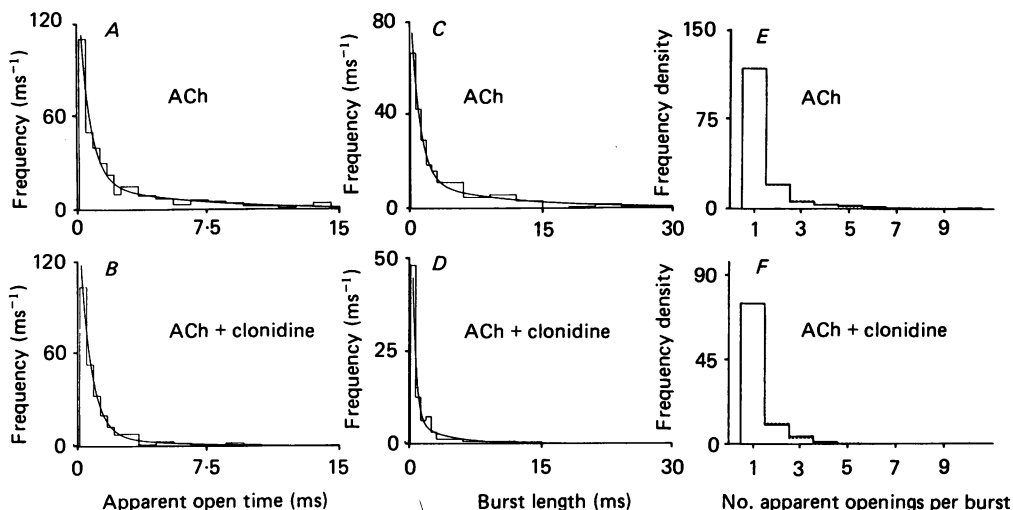 120
A
Frequency (ms⁻¹)
60
0
ACh
0
7·5
15
80
C
Frequency (ms⁻¹)
40
0
ACh
0
15
30
150
E
Frequency density
75
0
ACh
1
3
5
7
9
120
B
Frequency (ms⁻¹)
60
0
ACh + clonidine
0
7·5
15
Apparent open time (ms)
50
D
Frequency (ms⁻¹)
25
0
ACh + clonidine
0
15
30
Burst length (ms)
90
F
Frequency density
45
0
ACh + clonidine
1
3
5
7
9
No. apparent openings per burst